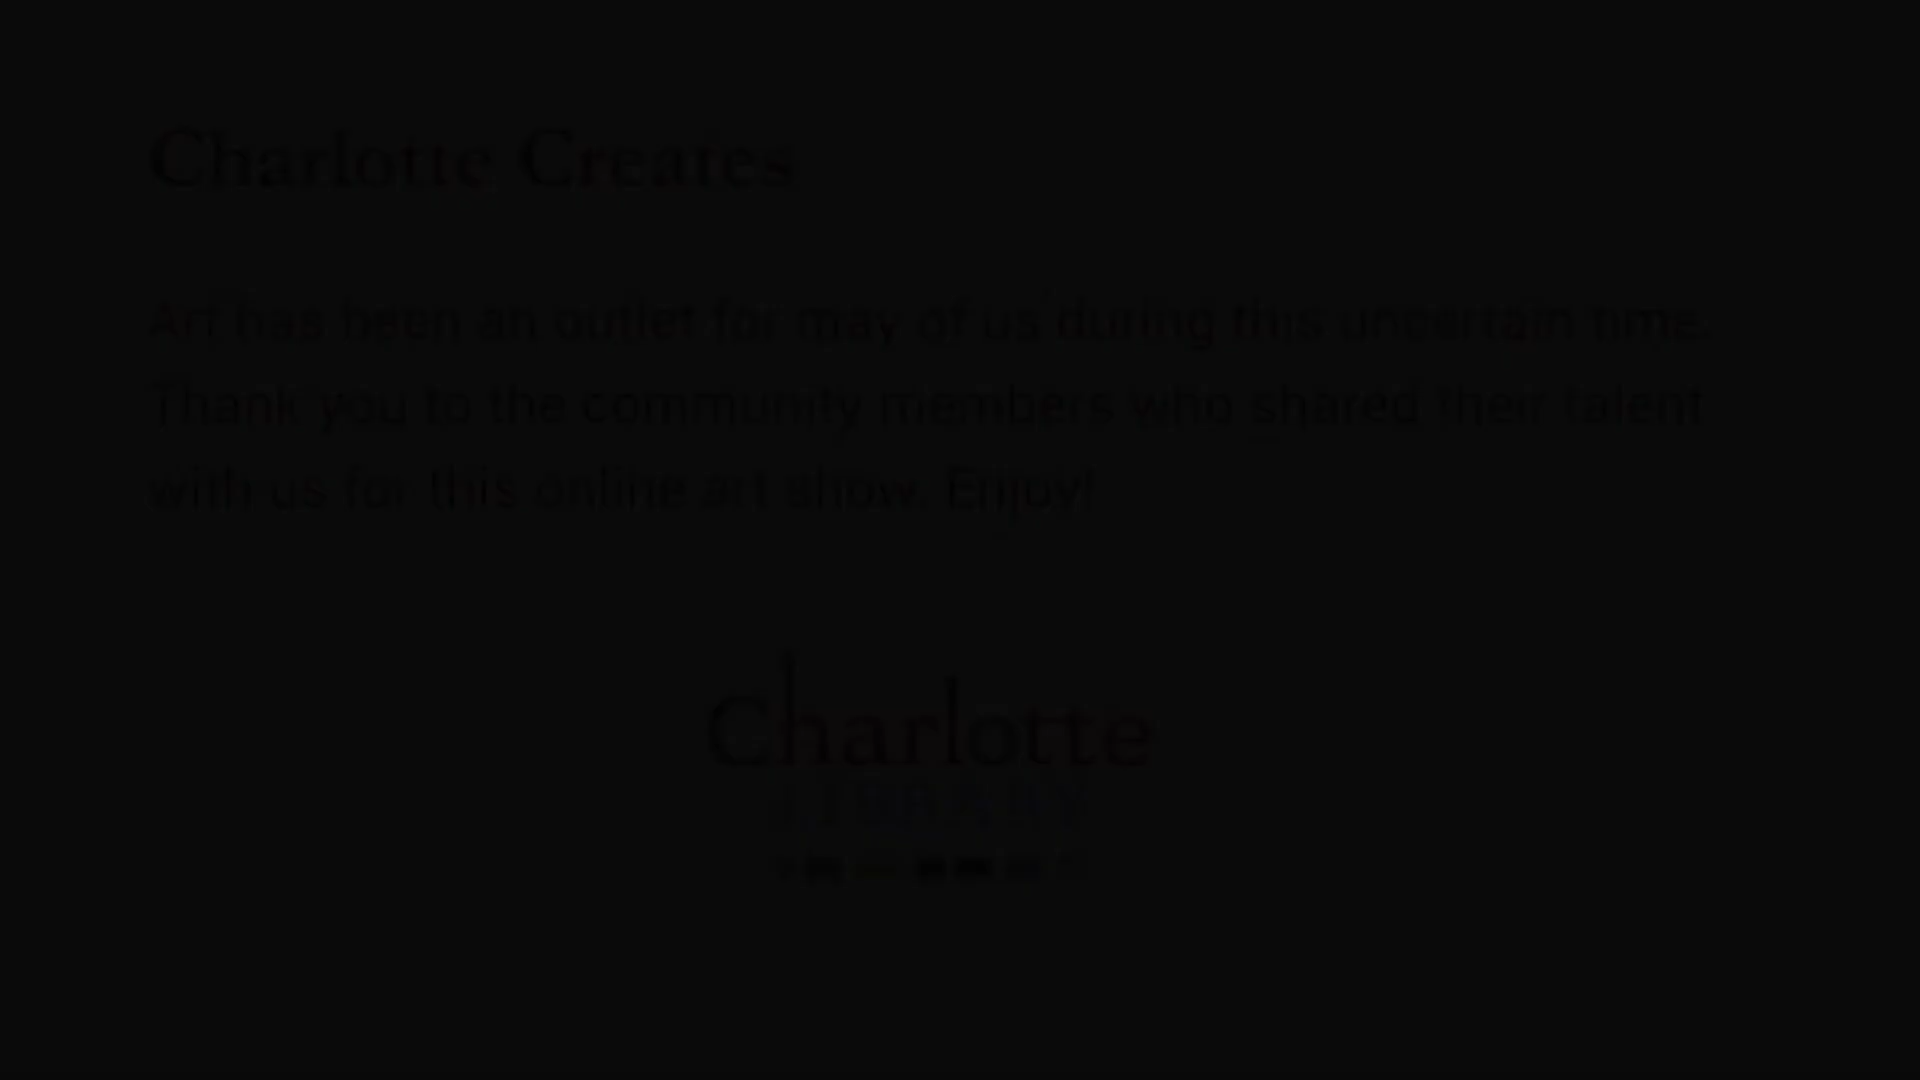 Charlotte Creates
Art has been an outlet for may of us during this uncertain time.
Thank you to the community members who shared their talent
with us for this online art show. Enjoy!
Charlotte
LIBRARY